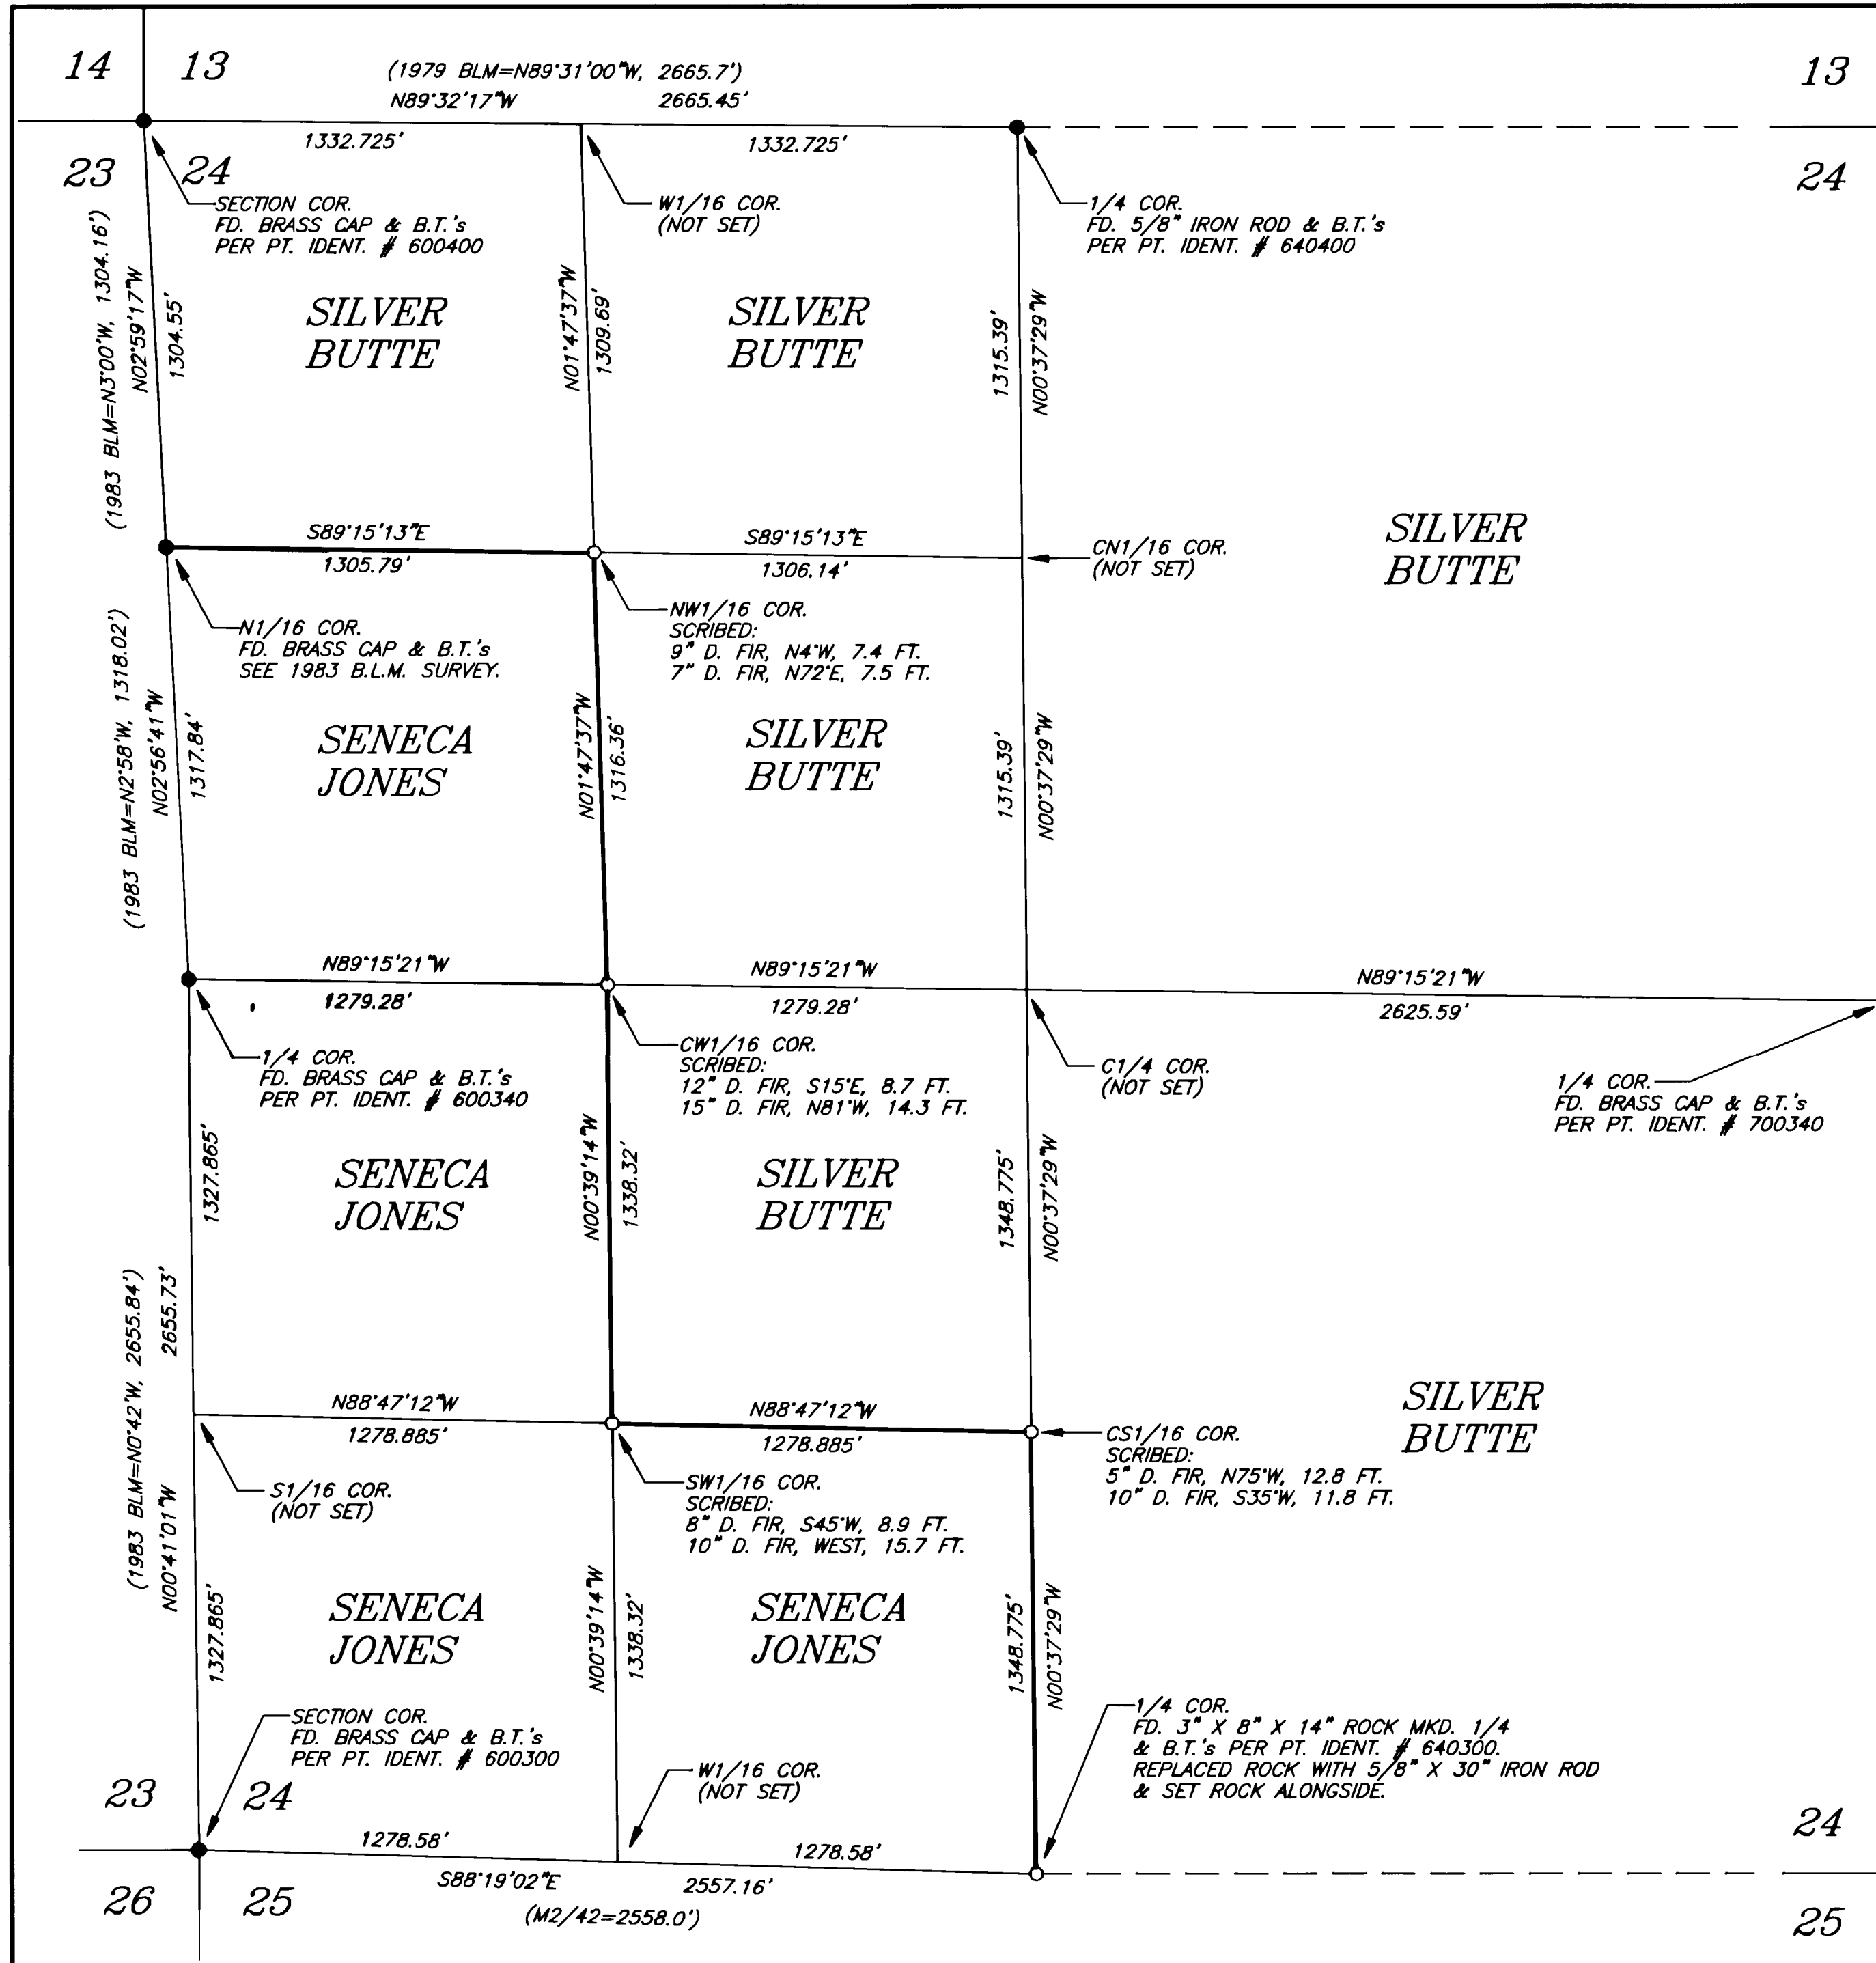 14 13
(1979 BLM=N89°31'00"W, 2665.7')
13
N89°32'17"W 2665.45'
1332.725' 1332.725'
23 24
24
SECTION COR.
FD. BRASS CAP & B.T.'s
PER PT. IDENT. # 600400
W1/16 COR.
(NOT SET)
1/4 COR.
FD. 5/8" IRON ROD & B.T.'s
PER PT. IDENT. # 640400
(1983 BLM=N3°00'W, 1304.16')
N02°59'17"W
1304.55'
SILVER
BUTTE
N01°47'37"W
1309.69'
SILVER
BUTTE
1315.39'
N00°37'29"W
S89°15'13"E
1305.79'
S89°15'13"E
1306.14'
CN1/16 COR.
(NOT SET)
SILVER
BUTTE
N1/16 COR.
FD. BRASS CAP & B.T.'s
SEE 1983 B.L.M. SURVEY.
NW1/16 COR.
SCRIBED:
9" D. FIR, N4°W, 7.4 FT.
7" D. FIR, N72°E, 7.5 FT.
(1983 BLM=N2°58'W, 1318.02')
N02°56'41"W
1317.84'
SENECA
JONES
N01°47'37"W
1316.36'
SILVER
BUTTE
1315.39'
N00°37'29"W
N89°15'21"W
1279.28'
N89°15'21"W
1279.28'
N89°15'21"W
2625.59'
1/4 COR.
FD. BRASS CAP & B.T.'s
PER PT. IDENT. # 600340
CW1/16 COR.
SCRIBED:
12" D. FIR, S15°E, 8.7 FT.
15" D. FIR, N81°W, 14.3 FT.
C1/4 COR.
(NOT SET)
1/4 COR.
FD. BRASS CAP & B.T.'s
PER PT. IDENT. # 700340
1327.865'
SENECA
JONES
N00°39'14"W
1338.32'
SILVER
BUTTE
1348.775'
N00°37'29"W
(1983 BLM=N0°42'W, 2655.84')
N00°41'01"W 2655.73'
N88°47'12"W
1278.885'
N88°47'12"W
1278.885'
SILVER
BUTTE
S1/16 COR.
(NOT SET)
SW1/16 COR.
SCRIBED:
8" D. FIR, S45°W, 8.9 FT.
10" D. FIR, WEST, 15.7 FT.
CS1/16 COR.
SCRIBED:
5" D. FIR, N75°W, 12.8 FT.
10" D. FIR, S35°W, 11.8 FT.
1327.865'
SENECA
JONES
N00°39'14"W
1338.32'
SENECA
JONES
1348.775'
N00°37'29"W
SECTION COR.
FD. BRASS CAP & B.T.'s
PER PT. IDENT. # 600300
W1/16 COR.
(NOT SET)
1/4 COR.
FD. 3" X 8" X 14" ROCK MKD. 1/4
& B.T.'s PER PT. IDENT. # 640300.
REPLACED ROCK WITH 5/8" X 30" IRON ROD
& SET ROCK ALONGSIDE.
23 24
24
1278.58' 1278.58'
S88°19'02"E 2557.16'
(M2/42=2558.0')
26 25
25